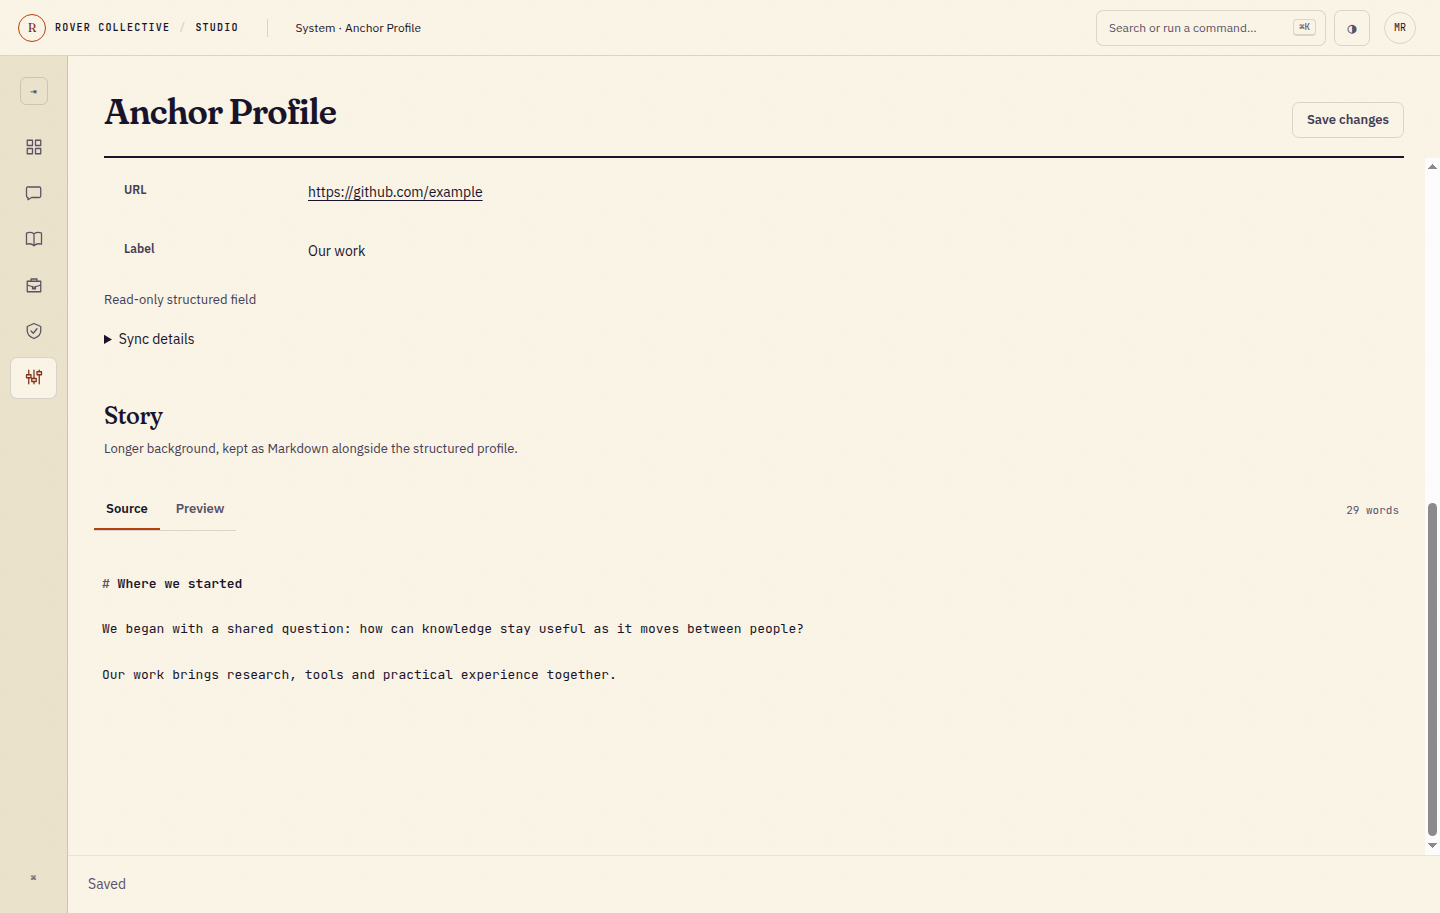 R ROVER COLLECTIVE / STUDIO System · Anchor Profile Search or run a command... ⌘K MR
Anchor Profile
Save changes
URL https://github.com/example
Label Our work
Read-only structured field
Sync details
Story
Longer background, kept as Markdown alongside the structured profile.
Source Preview 29 words
# Where we started
We began with a shared question: how can knowledge stay useful as it moves between people?
Our work brings research, tools and practical experience together.
⌘
Saved